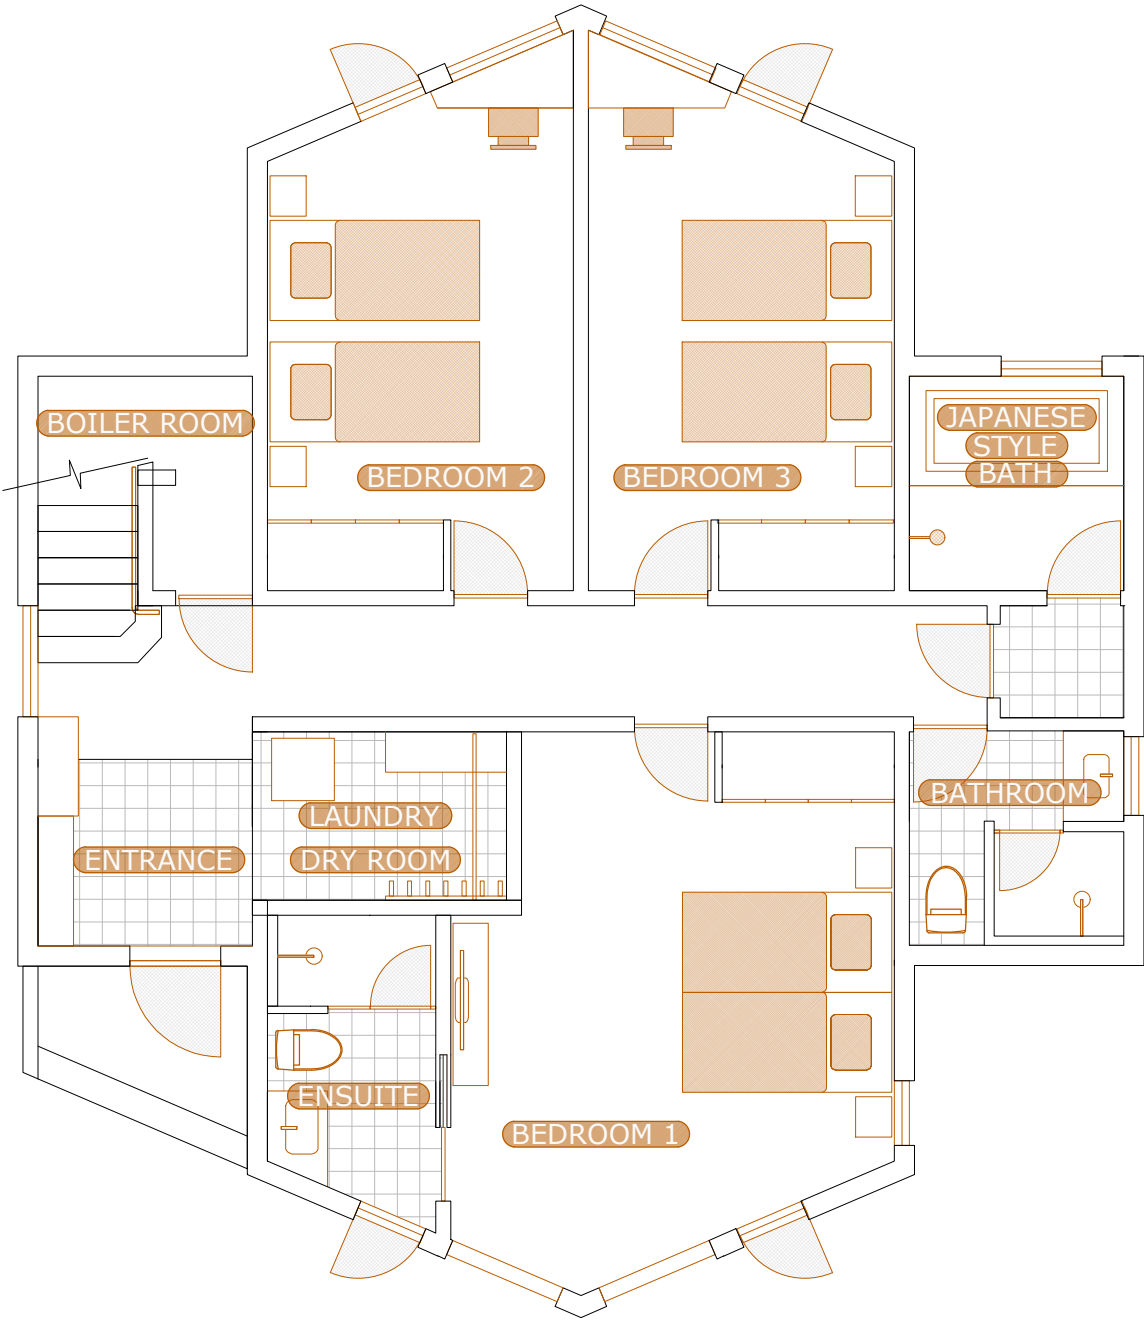 BOILER ROOM
JAPANESE
STYLE
BATH
BEDROOM 2
BEDROOM 3
BATHROOM
LAUNDRY
DRY ROOM
ENTRANCE
ENSUITE
BEDROOM 1